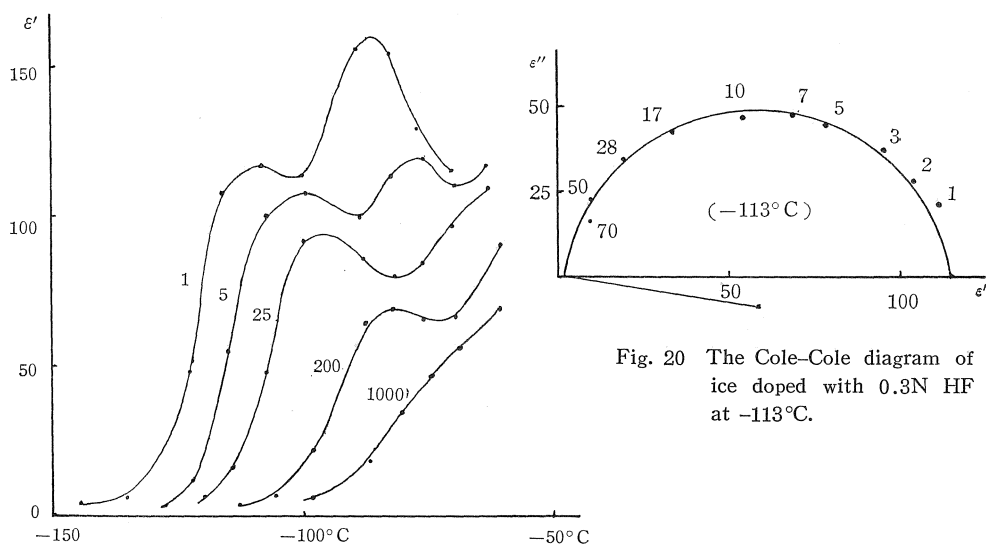 ε'
150
100
50
0
−150
−100°C
−50°C
1
5
25
200
1000
ε''
50
25
50
100
ε'
10
7
5
17
3
28
2
50
1
70
(−113°C)
Fig. 20 The Cole–Cole diagram of
ice doped with 0.3N HF
at −113°C.